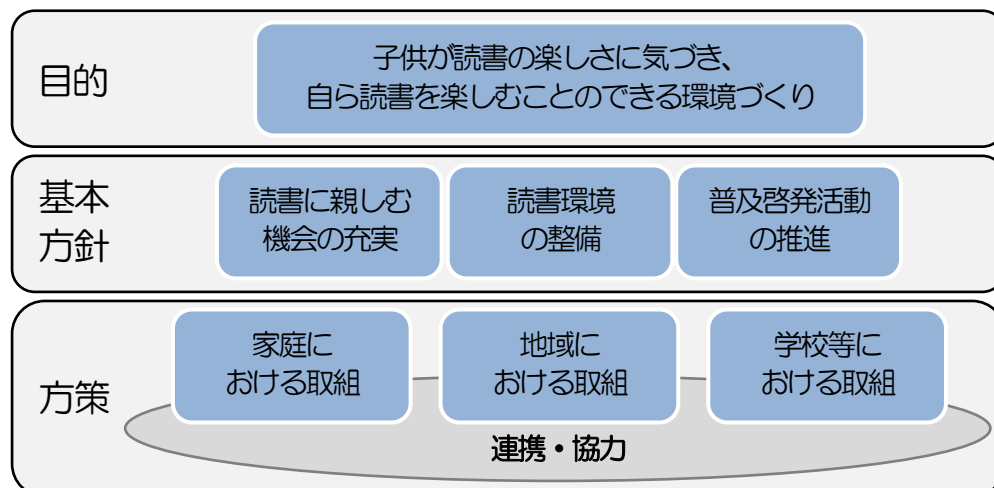 目的
子供が読書の楽しさに気づき、
自ら読書を楽しむことのできる環境づくり
基本
方針
読書に親しむ
機会の充実
読書環境
の整備
普及啓発活動
の推進
方策
家庭に
おける取組
地域に
おける取組
学校等に
おける取組
連携・協力